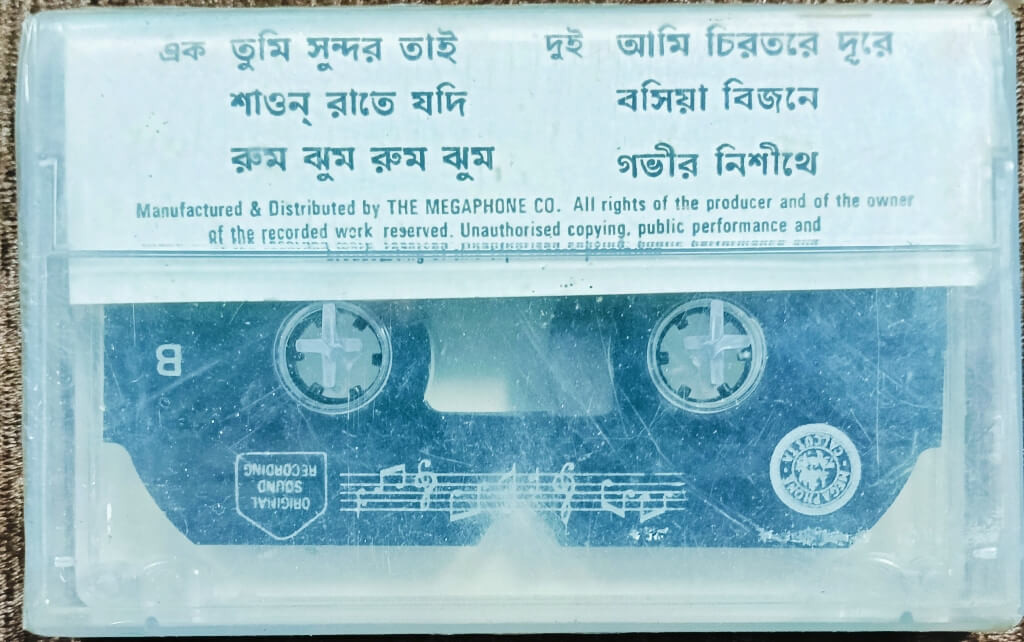 এক তুমি সুন্দর তাই
শাওন্ রাতে যদি
রুম ঝুম রুম ঝুম
দুই আমি চিরতরে দূরে
বসিয়া বিজনে
গভীর নিশীথে
Manufactured & Distributed by THE MEGAPHONE CO. All rights of the producer and of the owner
of the recorded work reserved. Unauthorised copying, public performance and
B
ORIGINAL
SOUND
RECORDING
MEGAPHONE
CALCUTTA